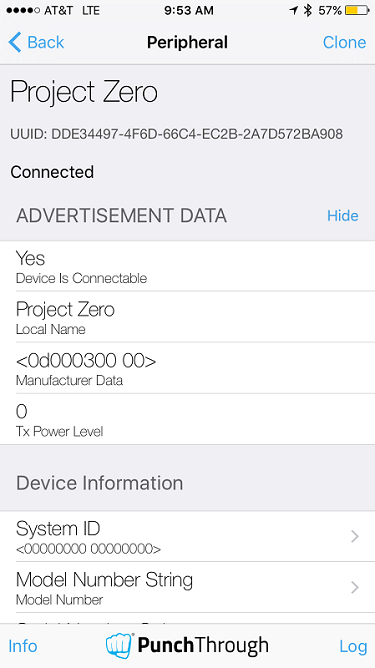 AT&T LTE 9:53 AM 57%
Back Peripheral Clone
Project Zero
UUID: DDE34497-4F6D-66C4-EC2B-2A7D572BA908
Connected
ADVERTISEMENT DATA Hide
Yes
Device Is Connectable
Project Zero
Local Name
<0d000300 00>
Manufacturer Data
0
Tx Power Level
Device Information
System ID
<00000000 00000000>
Model Number String
Model Number
Info PunchThrough Log